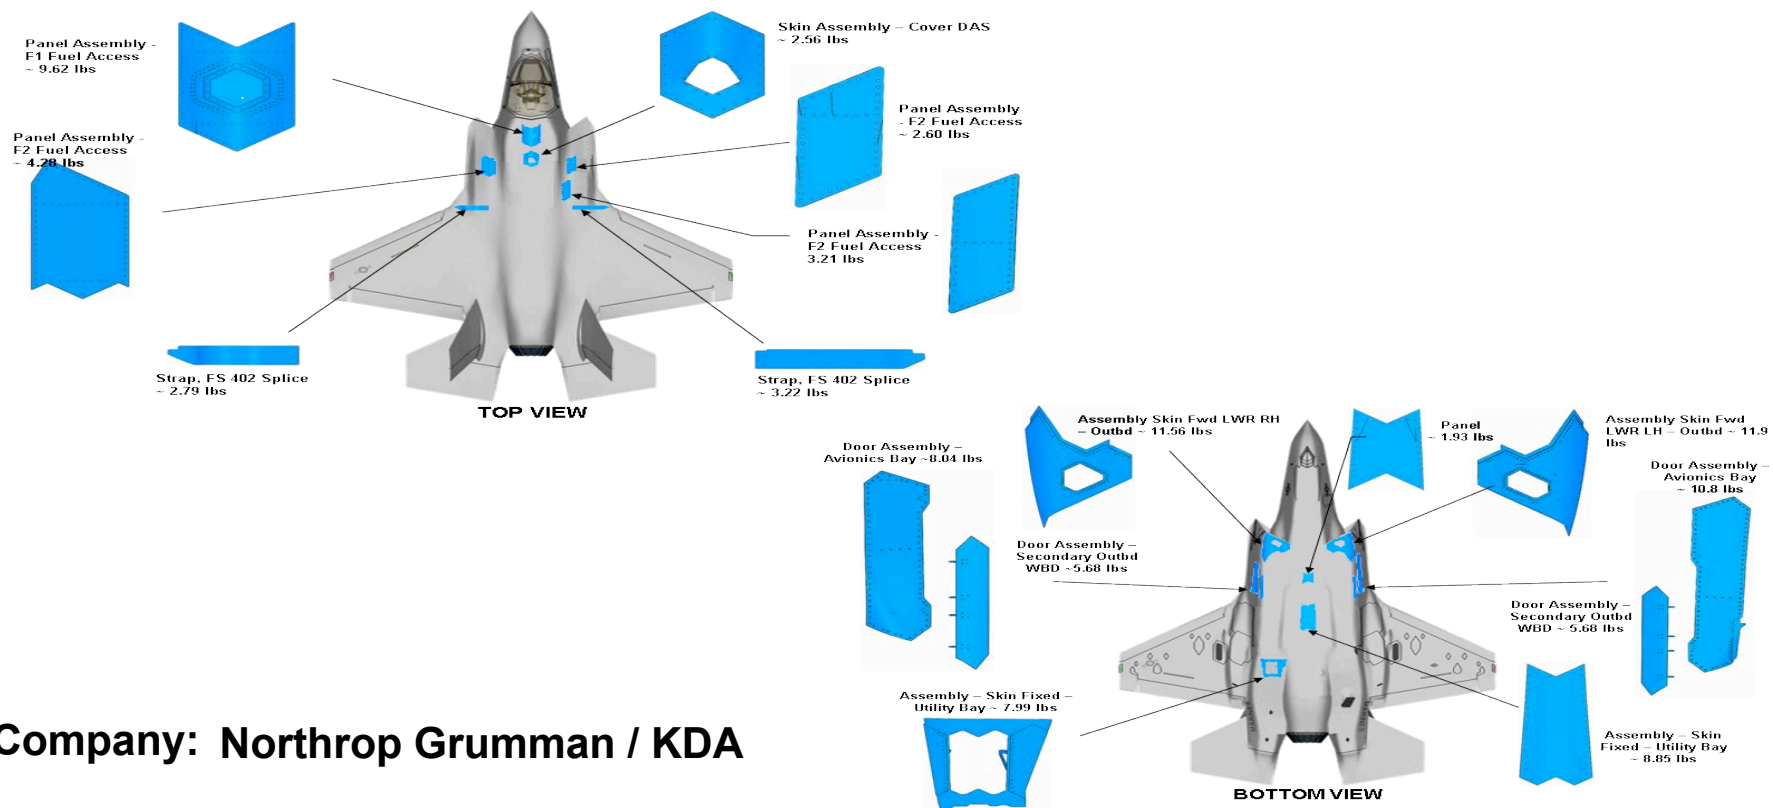 Panel Assembly -
F1 Fuel Access
~ 9.62 lbs
Skin Assembly – Cover DAS
~ 2.56 lbs
Panel Assembly -
F2 Fuel Access
~ 4.28 lbs
Panel Assembly
- F2 Fuel Access
~ 2.60 lbs
Panel Assembly -
F2 Fuel Access
3.21 lbs
Strap, FS 402 Splice
~ 2.79 lbs
Strap, FS 402 Splice
~ 3.22 lbs
TOP VIEW
Assembly Skin Fwd LWR RH
– Outbd ~ 11.56 lbs
Panel
~ 1.93 lbs
Assembly Skin Fwd
LWR LH – Outbd ~ 11.9
lbs
Door Assembly –
Avionics Bay ~8.04 lbs
Door Assembly –
Avionics Bay
~ 10.8 lbs
Door Assembly –
Secondary Outbd
WBD ~5.68 lbs
Door Assembly –
Secondary Outbd
WBD ~ 5.68 lbs
Assembly – Skin Fixed –
Utility Bay ~ 7.99 lbs
Assembly – Skin
Fixed – Utility Bay
~ 8.85 lbs
BOTTOM VIEW
Company: Northrop Grumman / KDA